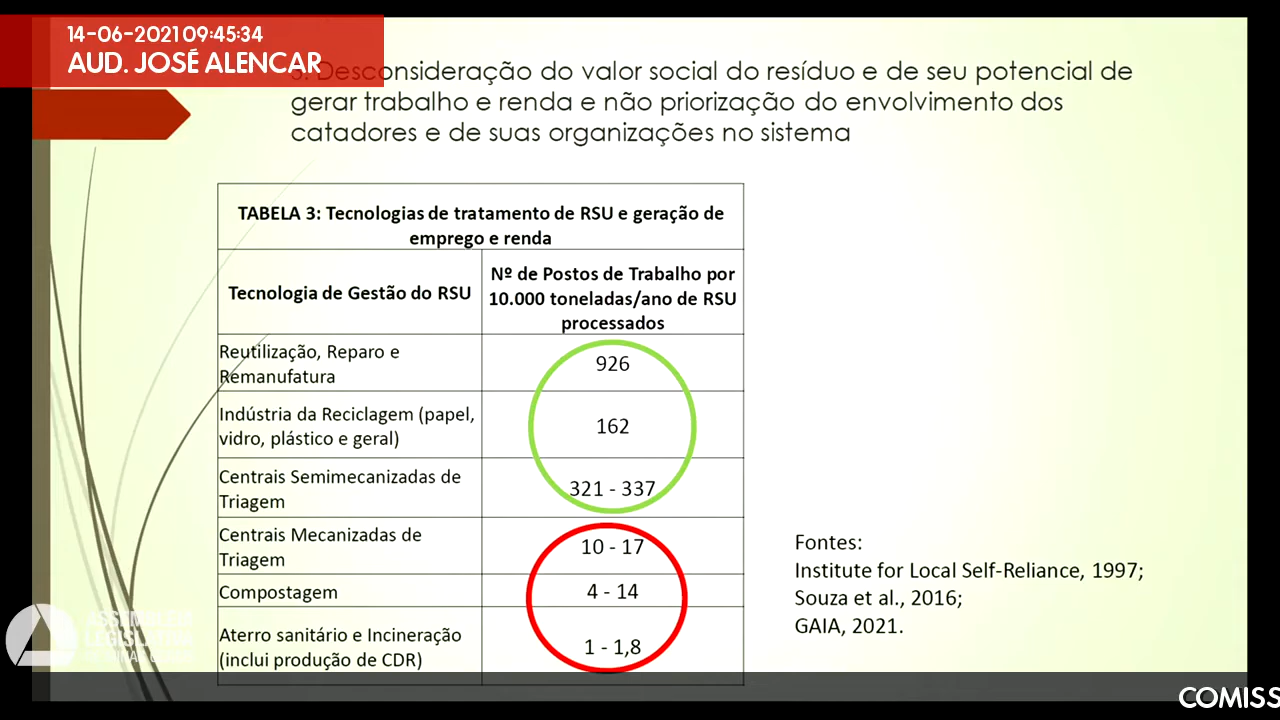 14-06-2021 09:45:34
AUD. JOSÉ ALENCAR
Desconsideração do valor social do resíduo e de seu potencial de
gerar trabalho e renda e não priorização do envolvimento dos
catadores e de suas organizações no sistema
TABELA 3: Tecnologias de tratamento de RSU e geração de
emprego e renda
Tecnologia de Gestão do RSU
Nº de Postos de Trabalho por
10.000 toneladas/ano de RSU
processados
Reutilização, Reparo e
Remanufatura
926
Indústria da Reciclagem (papel,
vidro, plástico e geral)
162
Centrais Semimecanizadas de
Triagem
321 - 337
Centrais Mecanizadas de
Triagem
10 - 17
Compostagem
4 - 14
Aterro sanitário e Incineração
(inclui produção de CDR)
1 - 1,8
Fontes:
Institute for Local Self-Reliance, 1997;
Souza et al., 2016;
GAIA, 2021.
ASSEMBLEIA
LEGISLATIVA
DE MINAS GERAIS
COMISS